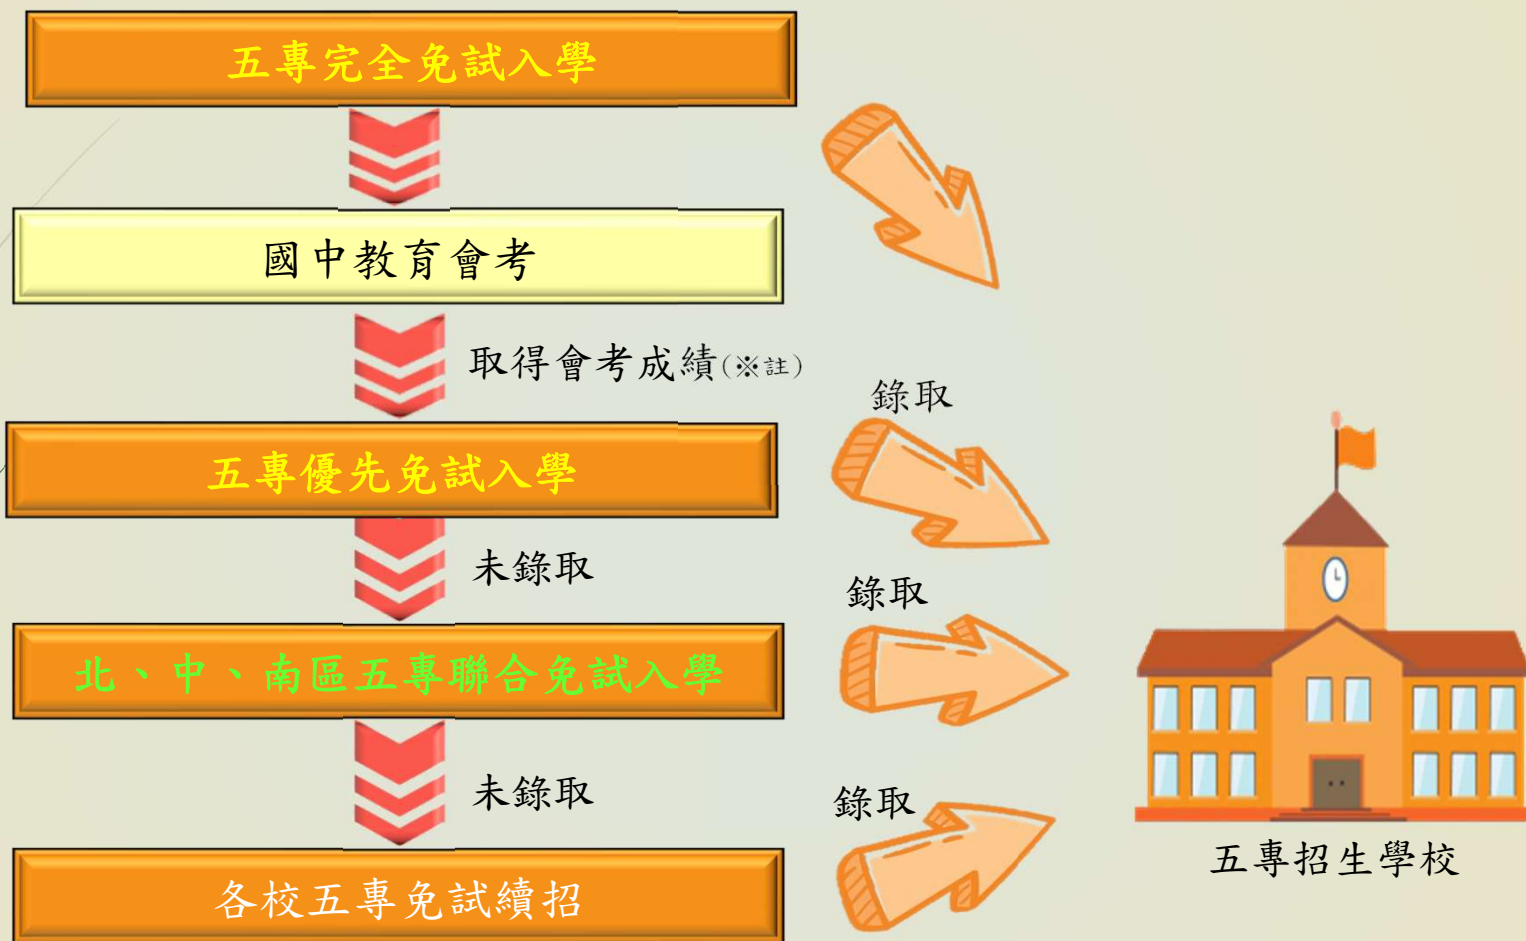 五專完全免試入學
國中教育會考
取得會考成績(※註)
錄取
五專優先免試入學
未錄取
錄取
北、中、南區五專聯合免試入學
未錄取
錄取
五專招生學校
各校五專免試續招